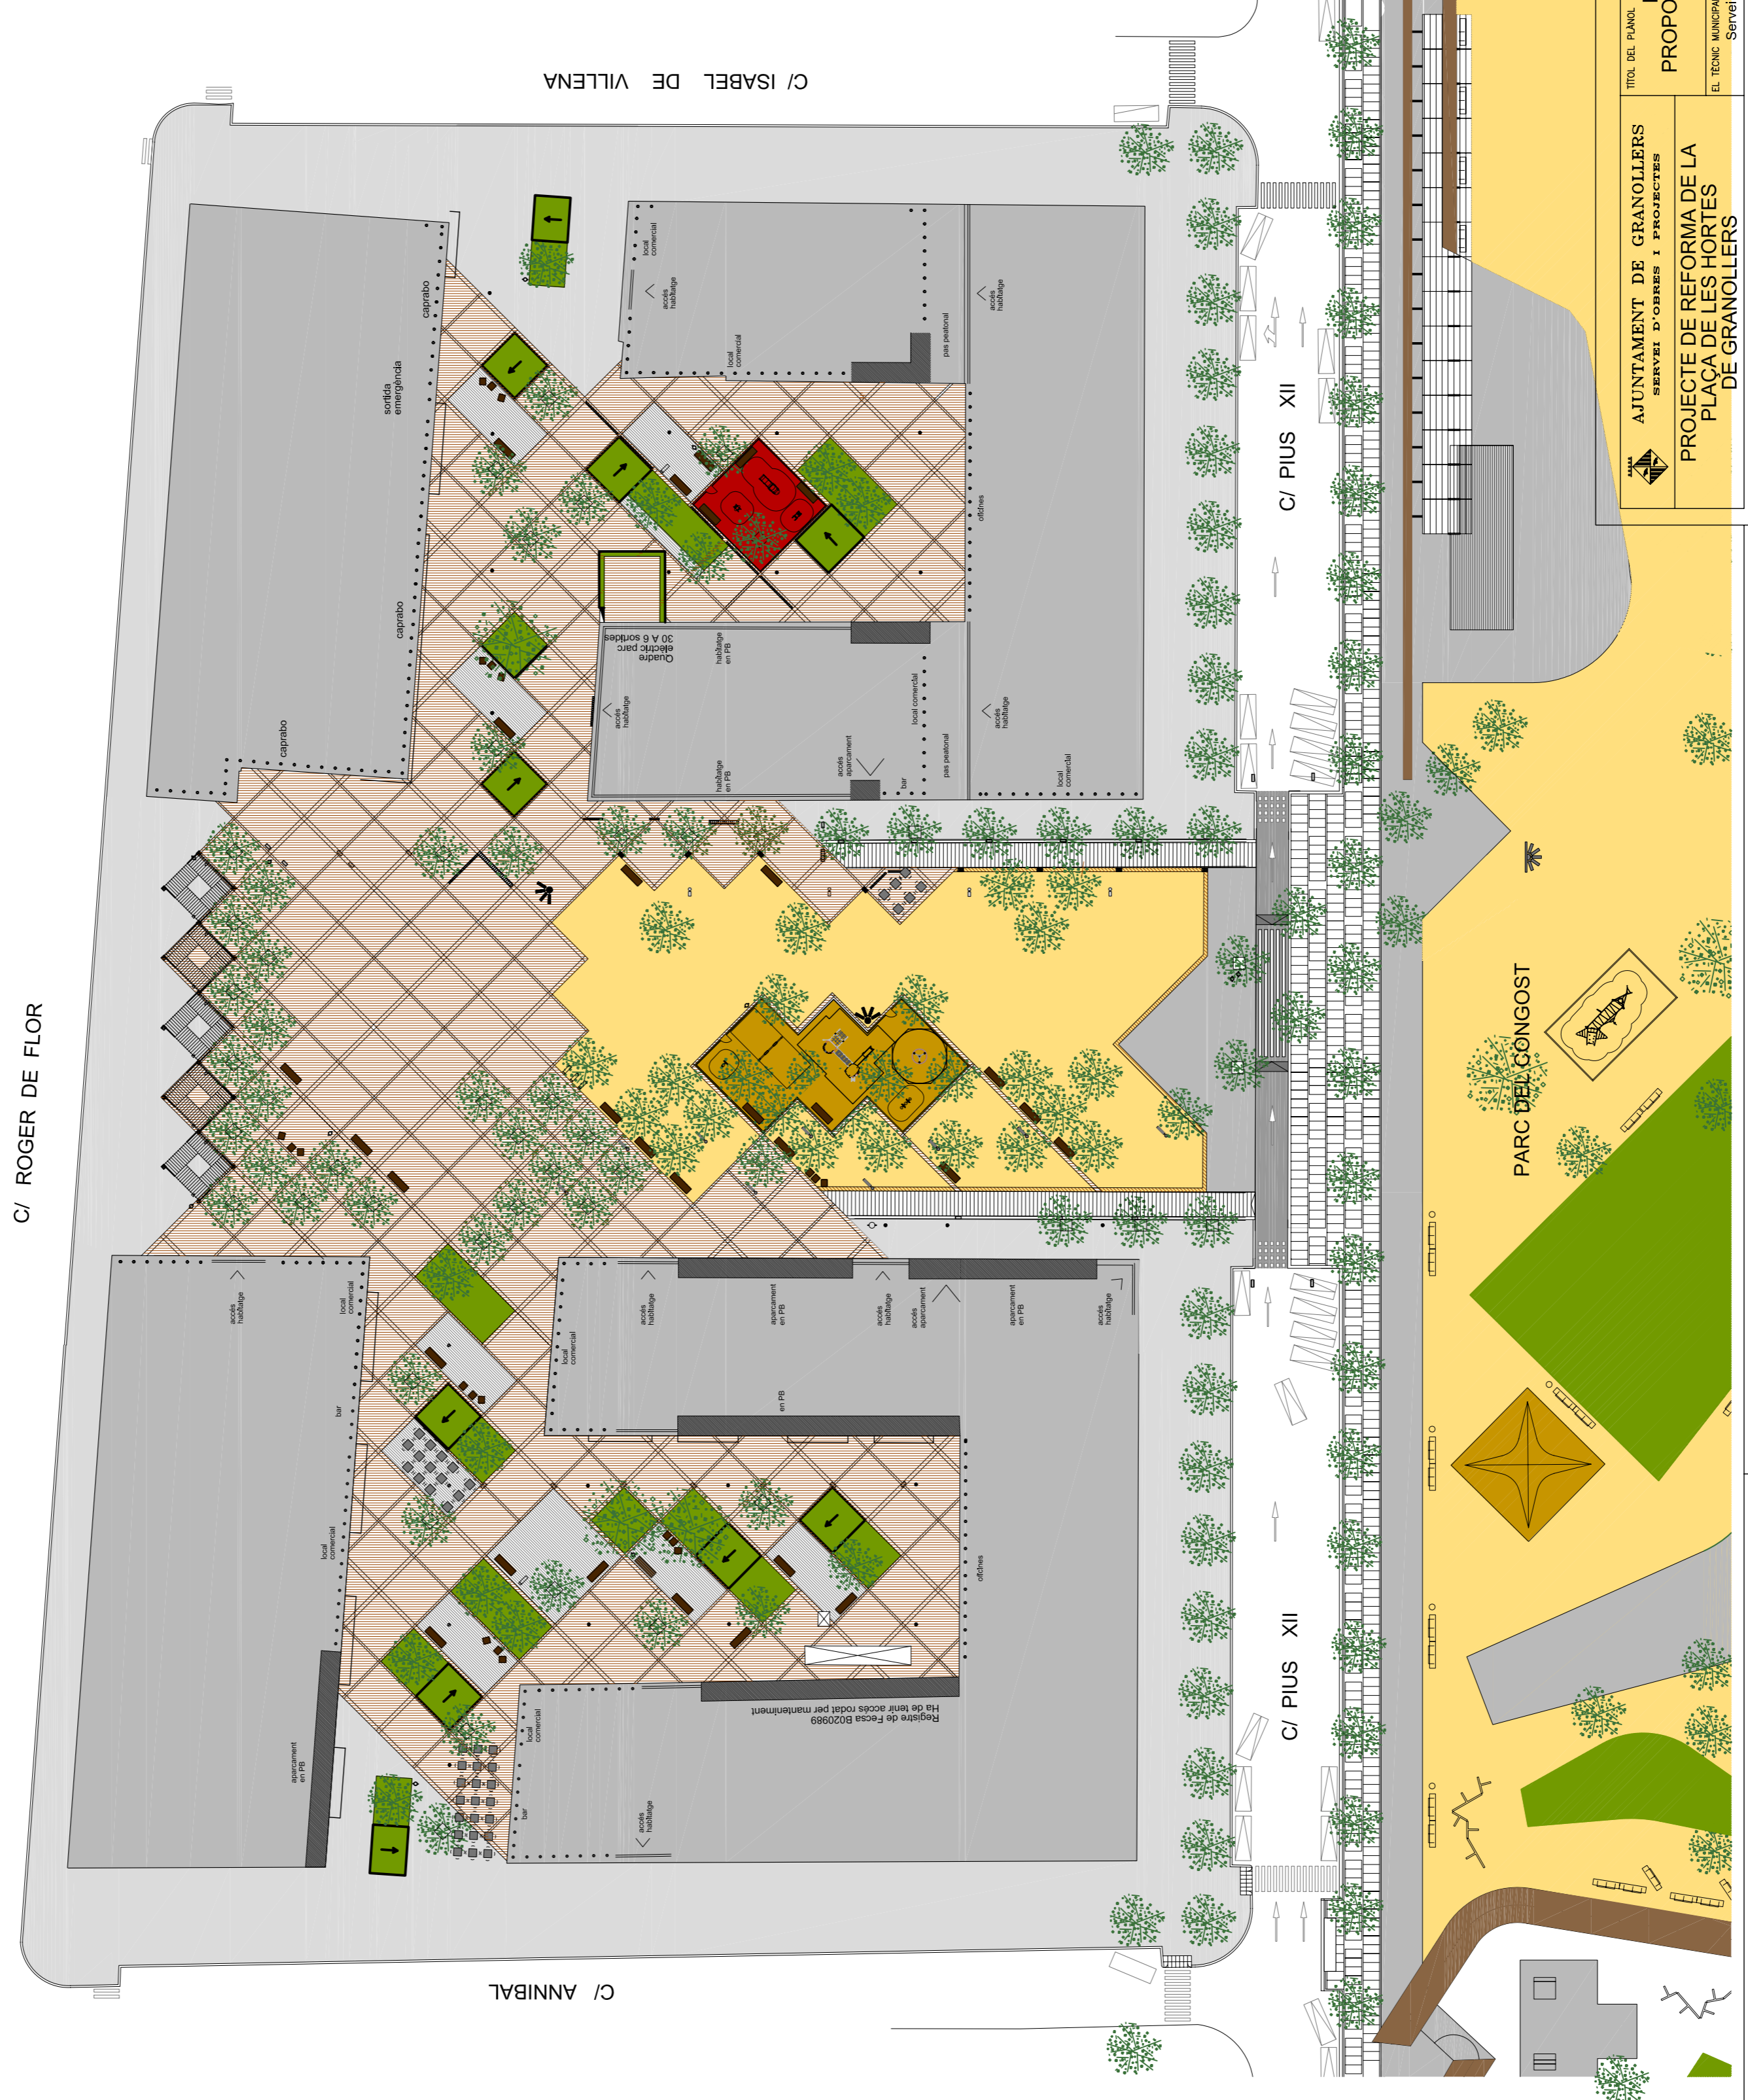 C/ ISABEL DE VILLENA
C/ ROGER DE FLOR
C/ ANNIBAL
C/ PIUS XII
C/ PIUS XII
PARC DEL CONGOST
caprabo
sortida
emergència
caprabo
caprabo
local
comercial
accés
habitatge
local
comercial
pas peatonal
accés
habitatge
oficines
Quadre
elèctric parc
30 A 6 sortides
habitatge
en PB
accés
habitatge
local comercial
accés
habitatge
habitatge
en PB
accés
aparcament
bar
pas peatonal
local
comercial
accés
habitatge
local
comercial
bar
local
comercial
aparcament
en PB
accés
habitatge
aparcament
en PB
accés
habitatge
accés
aparcament
aparcament
en PB
accés
habitatge
local
comercial
en PB
oficines
Registre de Fecsa B020989
Ha de tenir accés rodat per manteniment
local
comercial
bar
accés
habitatge
AJUNTAMENT DE GRANOLLERS
SERVEI D'OBRES I PROJECTES
PROJECTE DE REFORMA DE LA
PLAÇA DE LES HORTES
DE GRANOLLERS
TÍTOL DEL PLÀNOL
PROPO
EL TÈCNIC MUNICIPAL
Servei